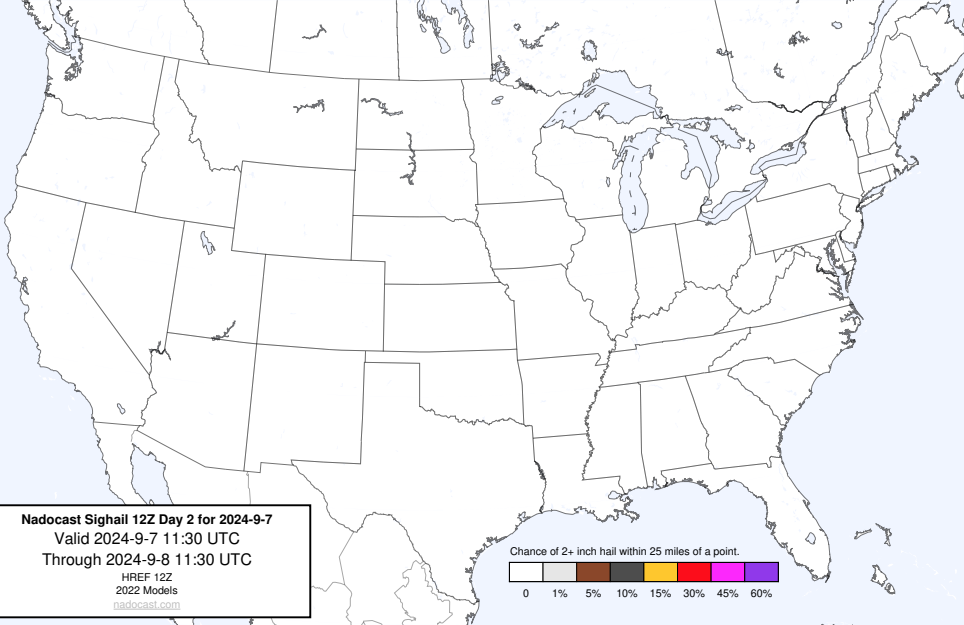 Nadocast Sighail 12Z Day 2 for 2024-9-7
Valid 2024-9-7 11:30 UTC
Through 2024-9-8 11:30 UTC
HREF 12Z
2022 Models
nadocast.com
Chance of 2+ inch hail within 25 miles of a point.
0 1% 5% 10% 15% 30% 45% 60%